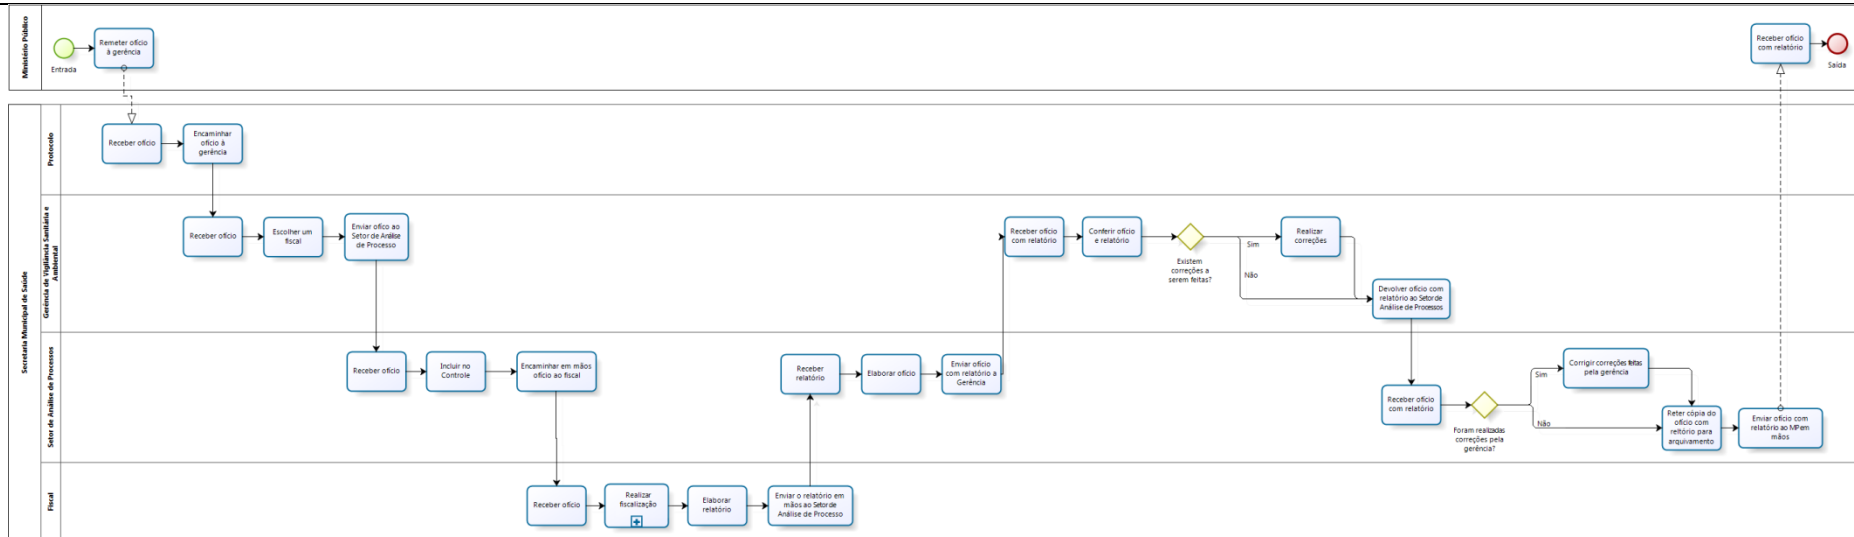 Ministério Público
Entrada
Remeter ofício
à gerência
Receber ofício
com relatório
Saída
Secretaria Municipal de Saúde
Protocolo
Receber ofício
Encaminhar
ofício à
gerência
Gerência de Vigilância Sanitária e
Ambiental
Receber ofício
Escolher um
fiscal
Enviar ofíco ao
Setor de Análise
de Processo
Receber ofício
com relatório
Conferir ofício
e relatório
Existem
correções a
serem feitas?
Sim
Não
Realizar
correções
Devolver ofício com
relatório ao Setor de
Análise de Processos
Setor de Análise de Processos
Receber ofício
Incluir no
Controle
Encaminhar em mãos
ofício ao fiscal
Receber
relatório
Elaborar ofício
Enviar ofício
com relatório a
Gerência
Receber ofício
com relatório
Foram realizadas
correções pela
gerência?
Sim
Não
Corrigir correções feitas
pela gerência
Reter cópia do
ofício com
reltório para
arquivamento
Enviar ofício com
relatório ao MP em
mãos
Fiscal
Receber ofício
Realizar
fiscalização
Elaborar
relatório
Enviar o relatório em
mãos ao Setor de
Análise de Processo